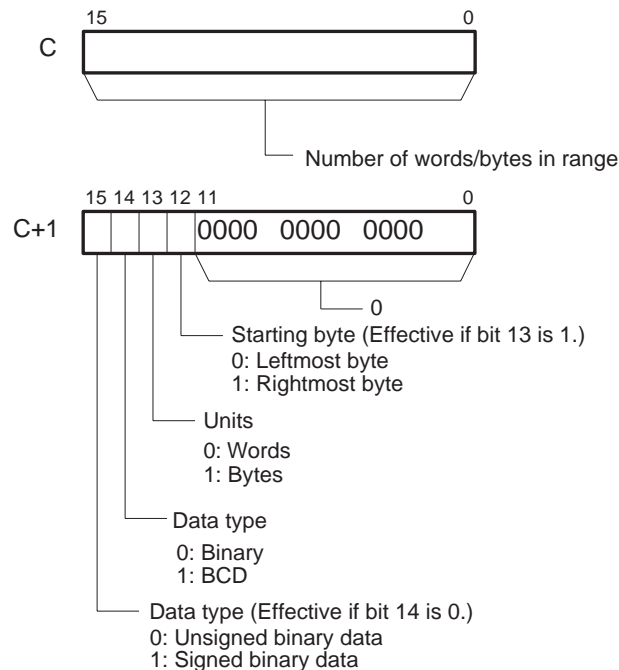 15 0
C
Number of words/bytes in range
15 14 13 12 11 0
C+1 0000 0000 0000
0
Starting byte (Effective if bit 13 is 1.)
0: Leftmost byte
1: Rightmost byte
Units
0: Words
1: Bytes
Data type
0: Binary
1: BCD
Data type (Effective if bit 14 is 0.)
0: Unsigned binary data
1: Signed binary data